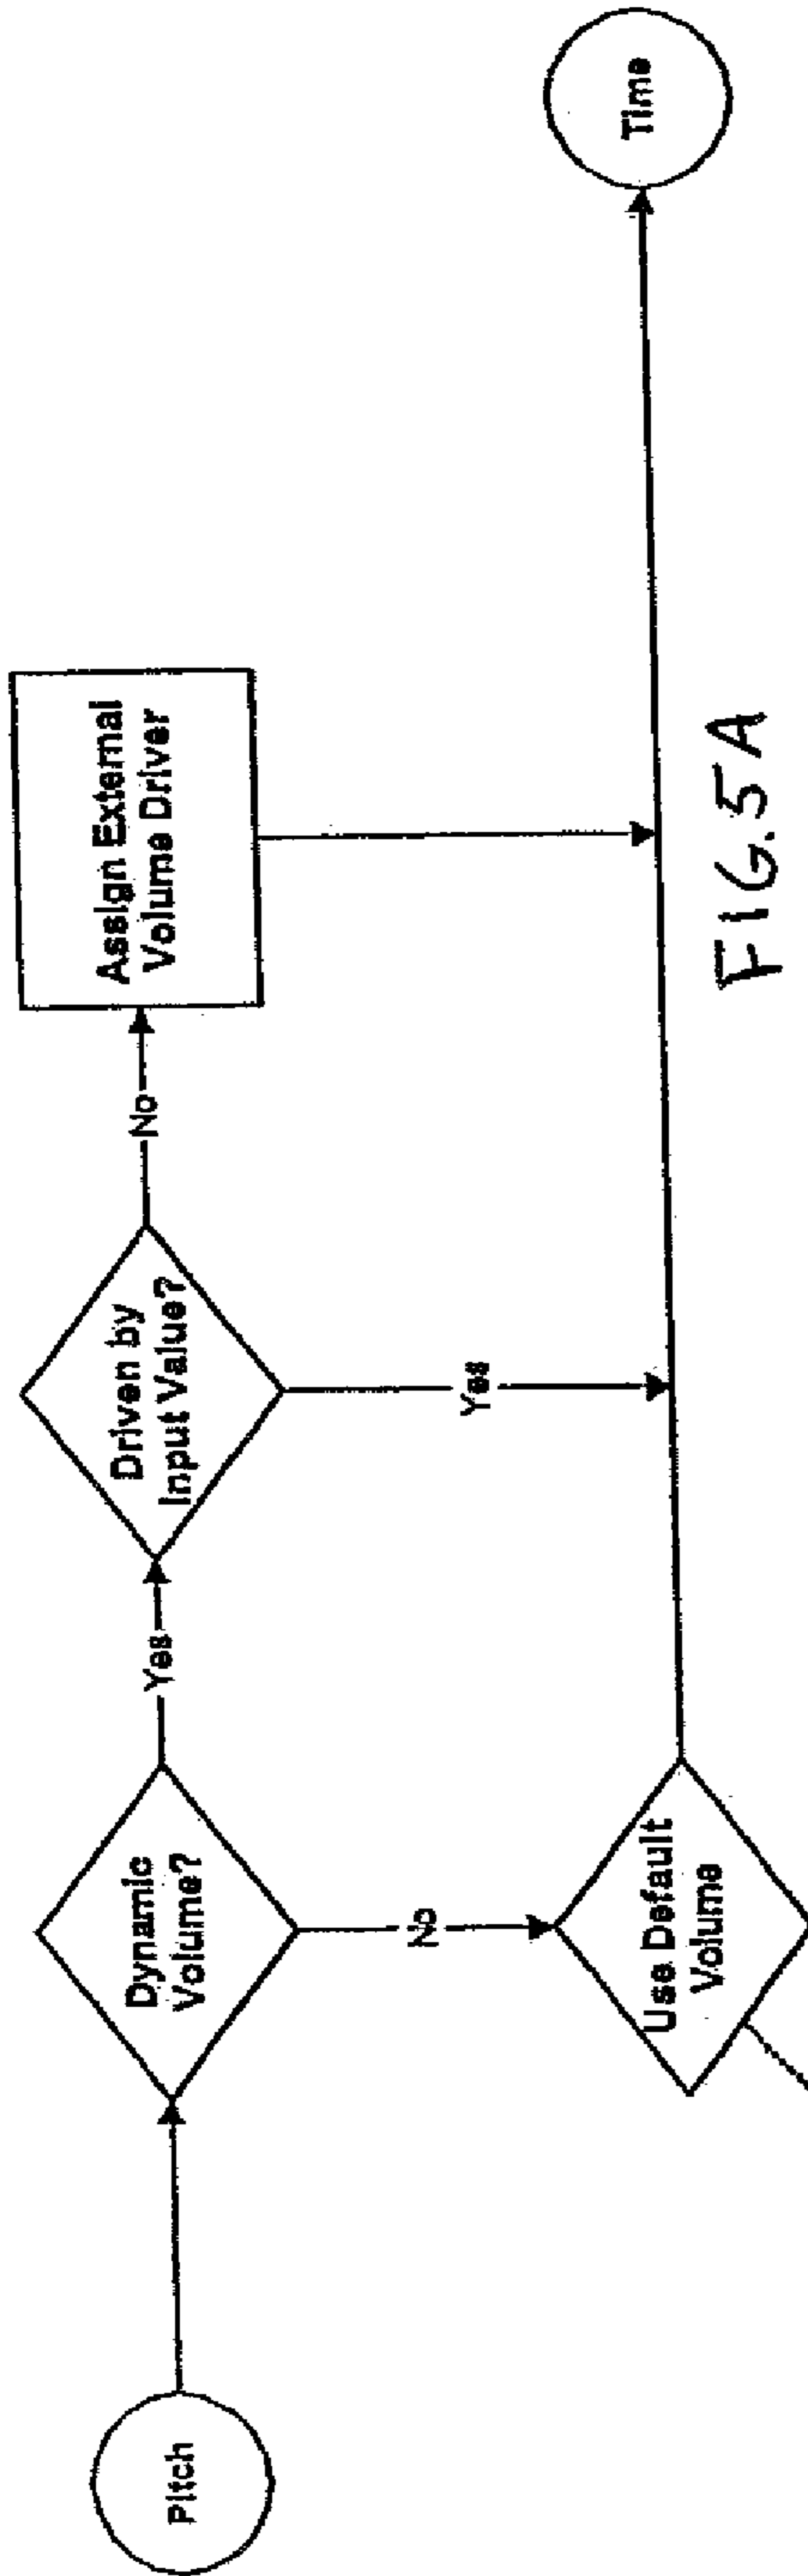 Pitch
Dynamic
Volume?
Yes
No
Driven by
Input Value?
No
Yes
Assign External
Volume Driver
Use Default
Volume
Time
FIG. 5A